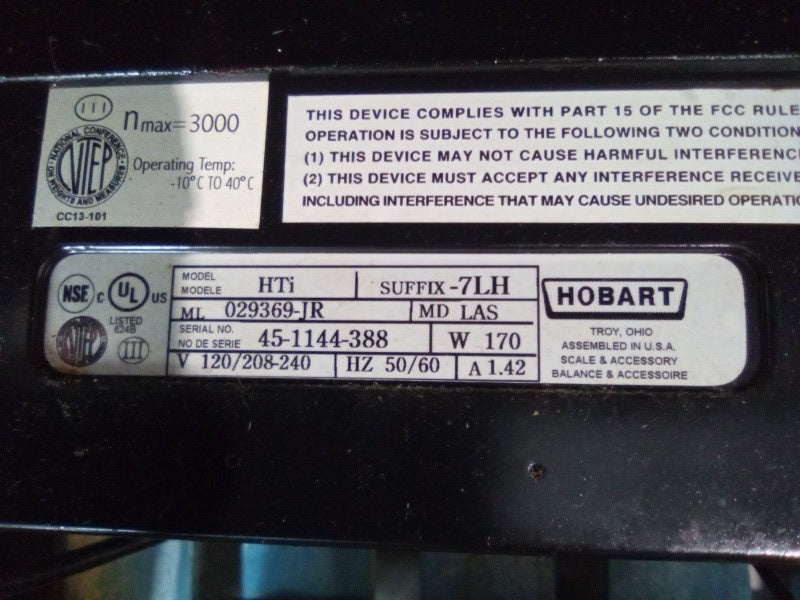 III
nmax=3000
NATIONAL CONFERENCE
ON WEIGHTS AND MEASURES
NTEP
Operating Temp:
-10°C TO 40°C
CC13-101
THIS DEVICE COMPLIES WITH PART 15 OF THE FCC RULE
OPERATION IS SUBJECT TO THE FOLLOWING TWO CONDITION
(1) THIS DEVICE MAY NOT CAUSE HARMFUL INTERFERENC
(2) THIS DEVICE MUST ACCEPT ANY INTERFERENCE RECEIVE
INCLUDING INTERFERENCE THAT MAY CAUSE UNDESIRED OPERATIO
NSE C UL US
LISTED
624B
NTEP III
MODEL
MODELE HTi SUFFIX -7LH
ML 029369-JR MD LAS
SERIAL NO.
NO DE SERIE 45-1144-388 W 170
V 120/208-240 HZ 50/60 A 1.42
HOBART
TROY, OHIO
ASSEMBLED IN U.S.A.
SCALE & ACCESSORY
BALANCE & ACCESSOIRE